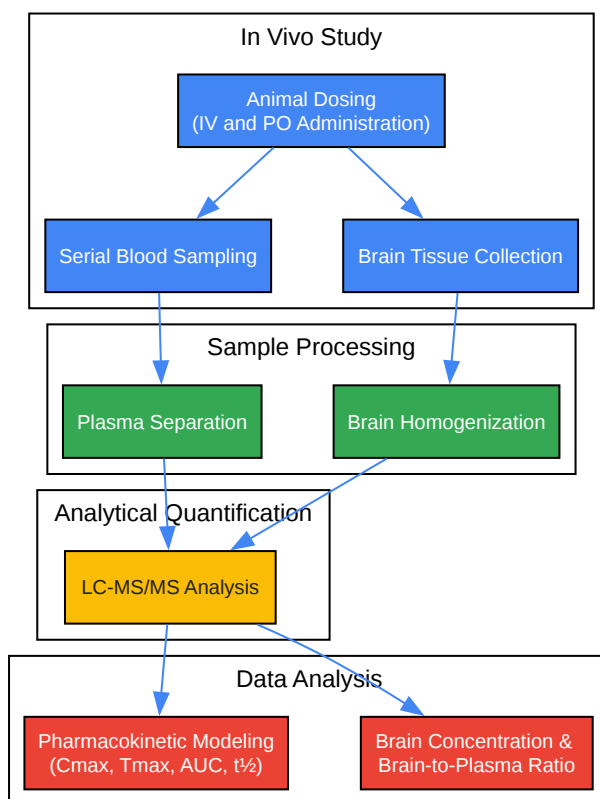 In Vivo Study
Animal Dosing
(IV and PO Administration)
Serial Blood Sampling
Brain Tissue Collection
Sample Processing
Plasma Separation
Brain Homogenization
Analytical Quantification
LC-MS/MS Analysis
Data Analysis
Pharmacokinetic Modeling
(Cmax, Tmax, AUC, t½)
Brain Concentration &
Brain-to-Plasma Ratio